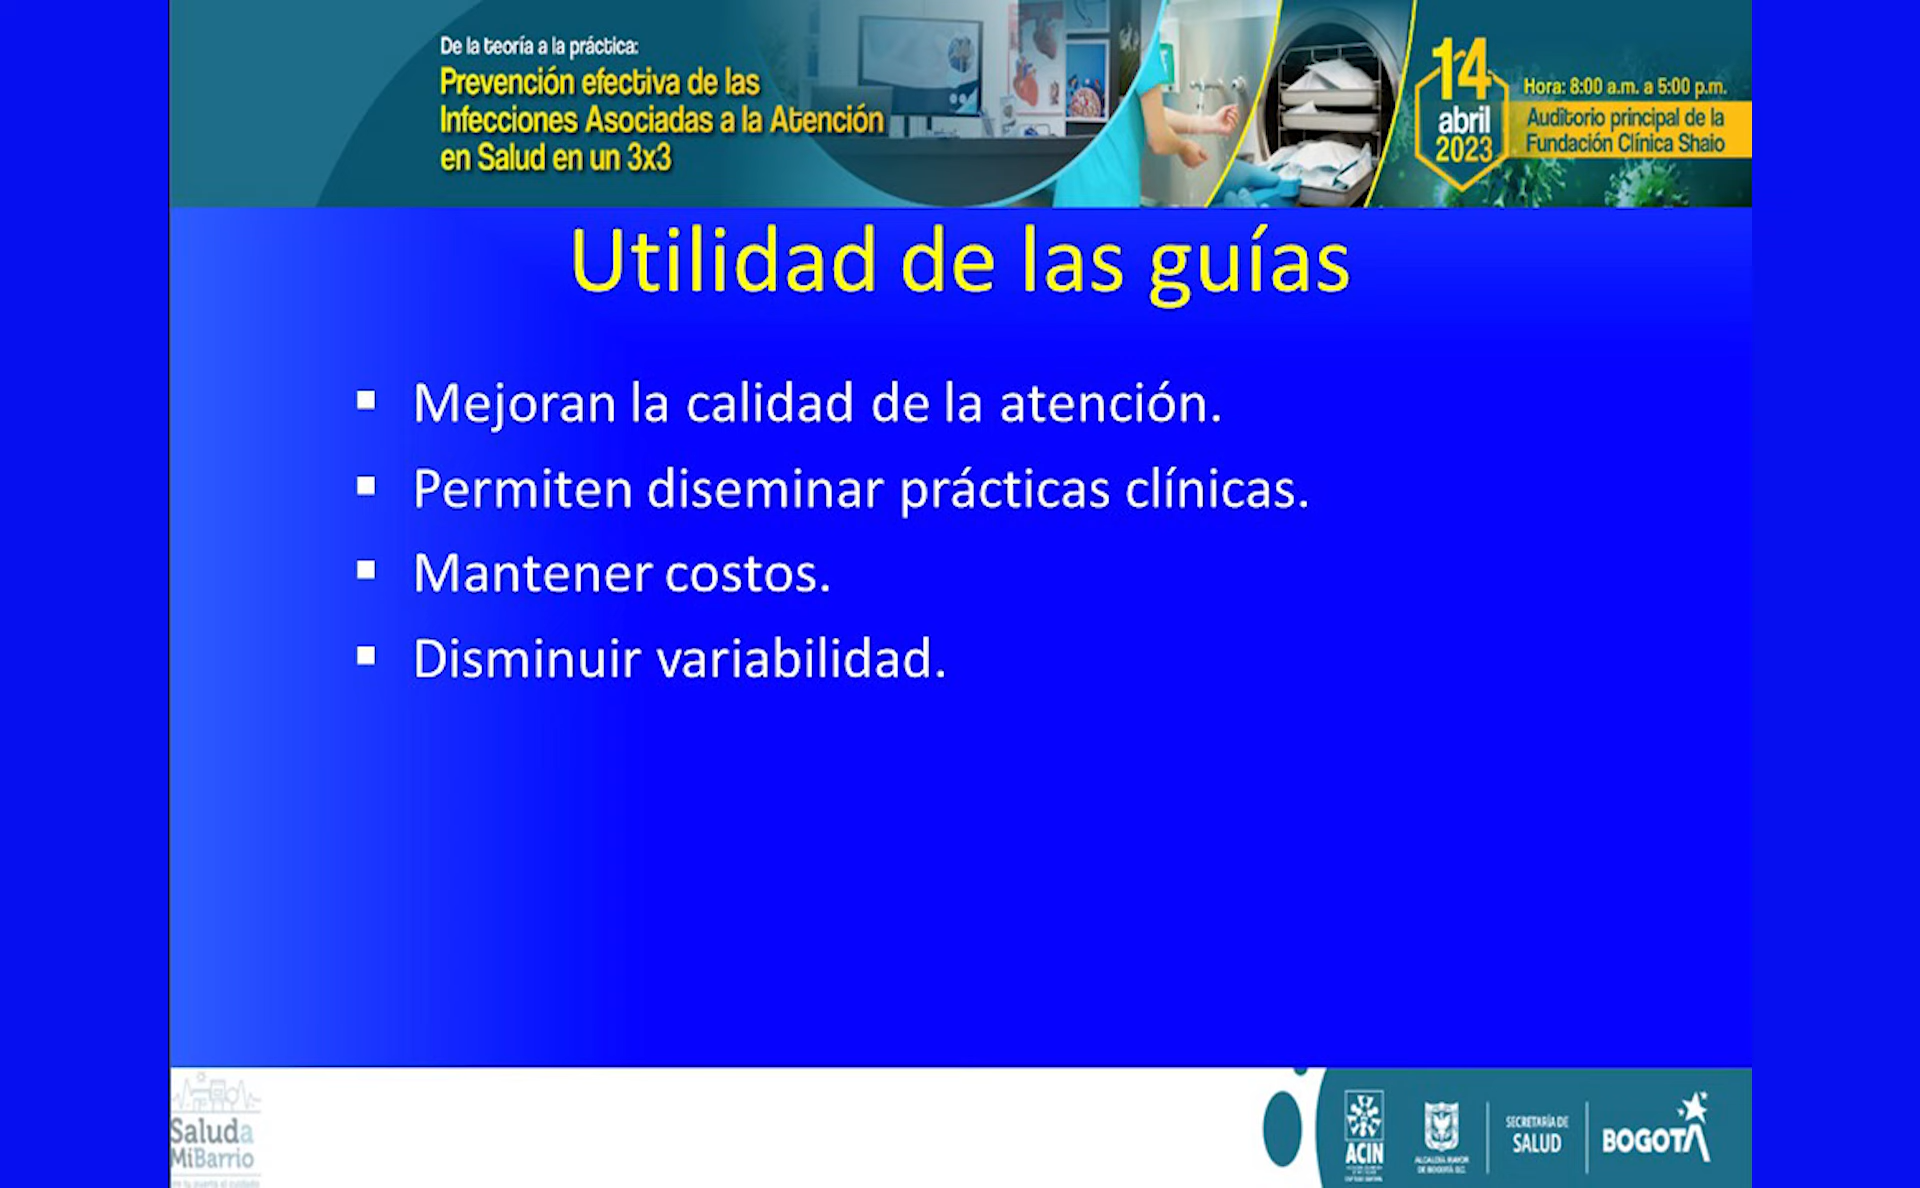 De la teoría a la práctica:
Prevención efectiva de las
Infecciones Asociadas a la Atención
en Salud en un 3x3
14
abril
2023
Hora: 8:00 a.m. a 5:00 p.m.
Auditorio principal de la
Fundación Clínica Shaio
Utilidad de las guías
▪ Mejoran la calidad de la atención.
▪ Permiten diseminar prácticas clínicas.
▪ Mantener costos.
▪ Disminuir variabilidad.
Saluda
MiBarrio
ACIN
ALCALDÍA MAYOR
DE BOGOTÁ D.C.
SECRETARÍA DE
SALUD
BOGOTÁ